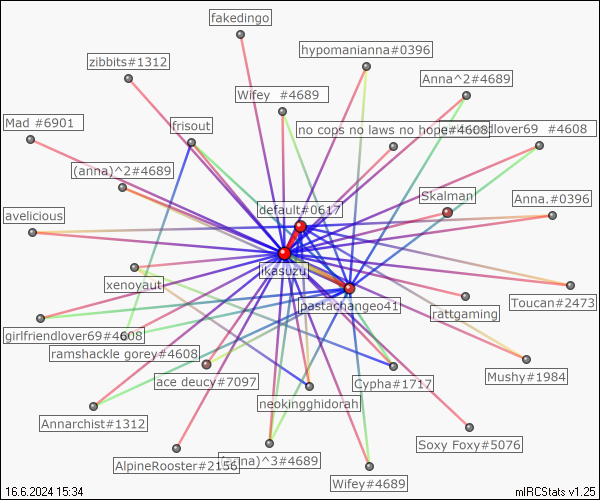 fakedingo
hypomanianna#0396
zibbits#1312
Anna^2#4689
Wifey #4689
Mad #6901
frisout
no cops no laws no hope#4608
#4608
(anna)^2#4689
Skalman
Anna.#0396
default#0617
avelicious
ikasuzu
xenoyaut
pastachangeo41
Toucan#2473
rattgaming
girlfriendlover69#4608
ramshackle gorey#4608
Mushy#1984
ace deucy#7097
Cypha#1717
neokingghidorah
Annarchist#1312
Soxy Foxy#5076
AlpineRooster#2156
)^3#4689
Wifey#4689
16.6.2024 15:34
mIRCStats v1.25